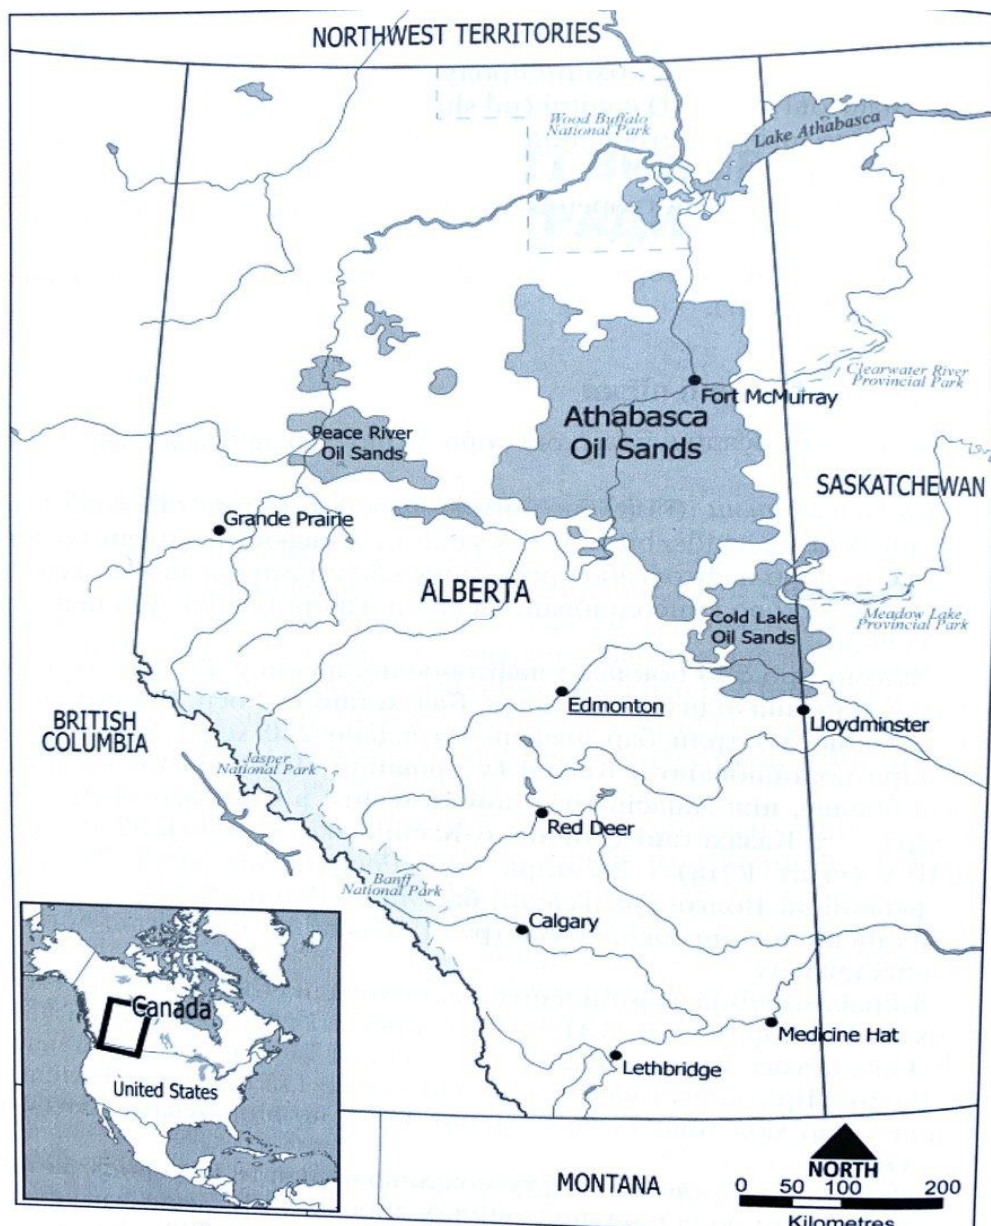 NORTHWEST TERRITORIES
Wood Buffalo
National Park
Lake Athabasca
Clearwater River
Provincial Park
Fort McMurray
Athabasca
Oil Sands
Peace River
Oil Sands
SASKATCHEWAN
Grande Prairie
ALBERTA
Meadow Lake
Provincial Park
Cold Lake
Oil Sands
Edmonton
Lloydminster
BRITISH
COLUMBIA
Jasper
National Park
Red Deer
Banff
National Park
Calgary
Medicine Hat
Lethbridge
Canada
United States
MONTANA
NORTH
0 50 100 200
Kilometres